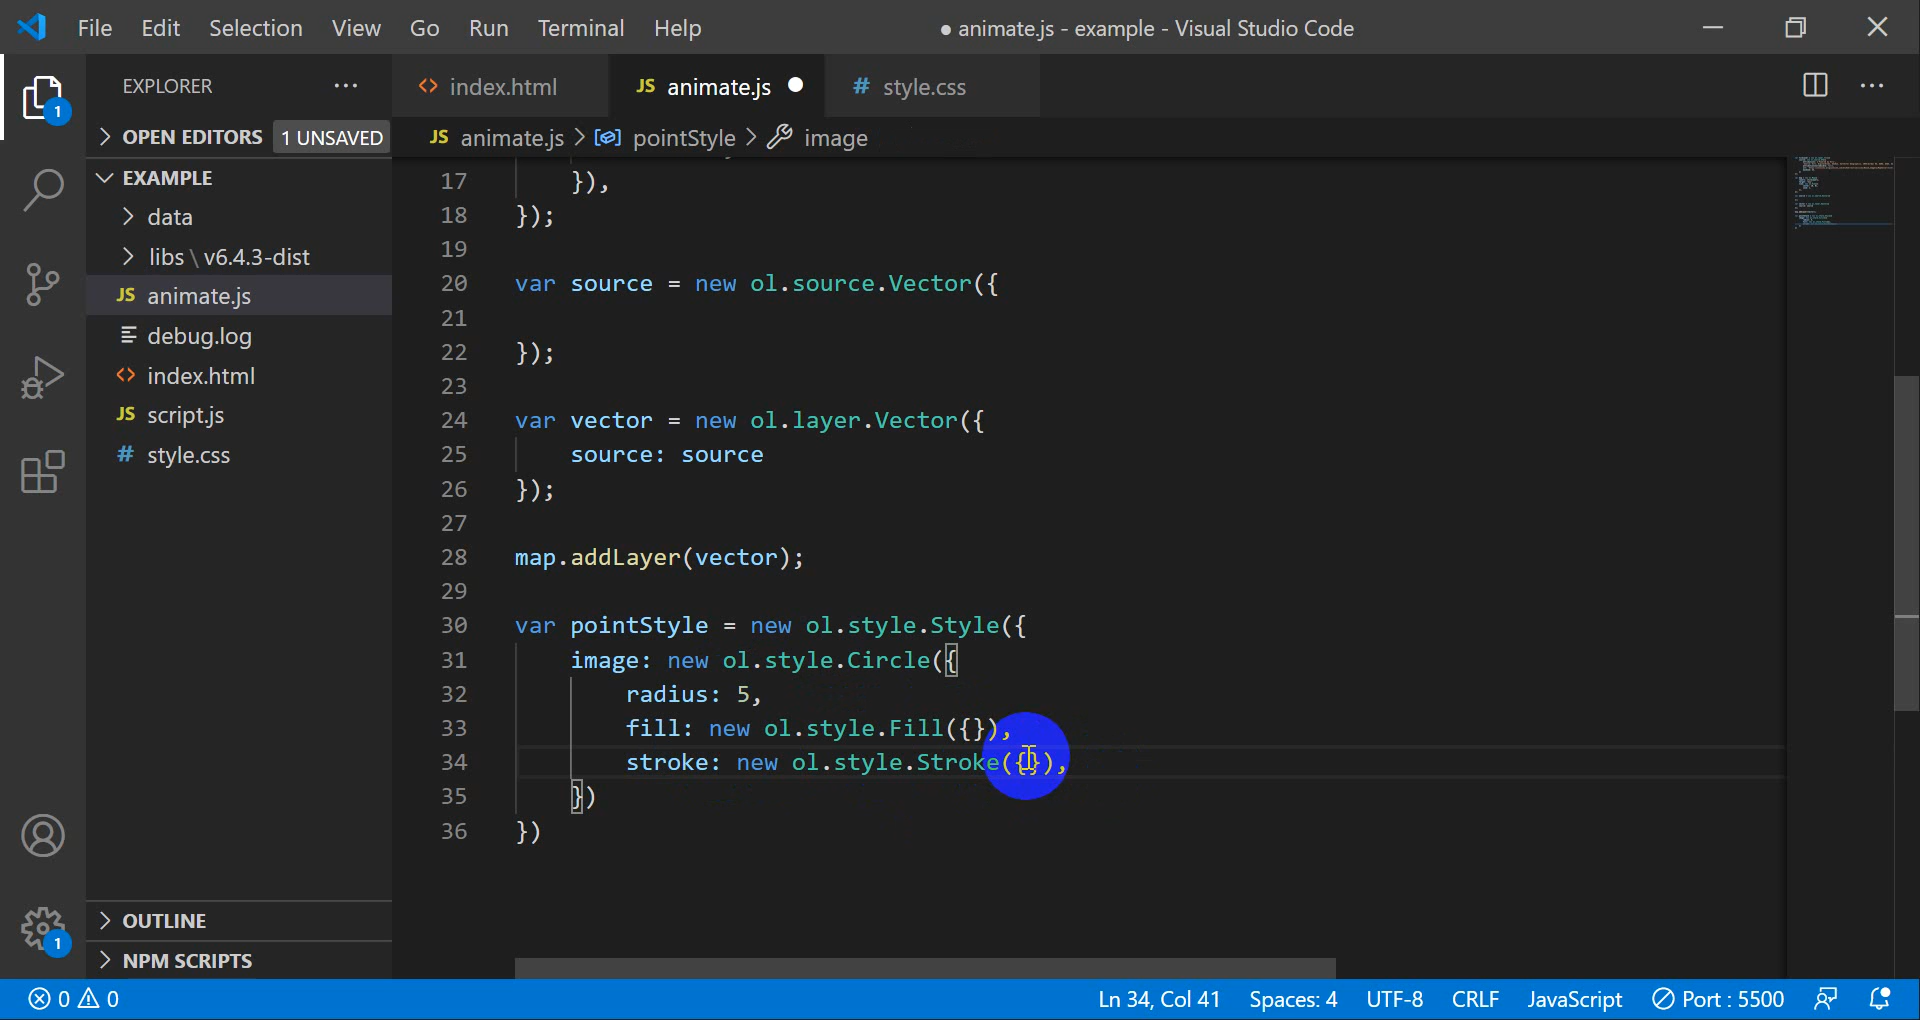 File Edit Selection View Go Run Terminal Help
● animate.js - example - Visual Studio Code
EXPLORER
1
OPEN EDITORS 1 UNSAVED
EXAMPLE
data
libs \ v6.4.3-dist
JS animate.js
debug.log
<> index.html
JS script.js
# style.css
OUTLINE
NPM SCRIPTS
1
<> index.html JS animate.js ● # style.css
JS animate.js > pointStyle > image
17 }),
18 });
19
20 var source = new ol.source.Vector({
21
22 });
23
24 var vector = new ol.layer.Vector({
25 source: source
26 });
27
28 map.addLayer(vector);
29
30 var pointStyle = new ol.style.Style({
31 image: new ol.style.Circle({
32 radius: 5,
33 fill: new ol.style.Fill({}),
34 stroke: new ol.style.Stroke({}),
35 })
36 })
0 0 Ln 34, Col 41 Spaces: 4 UTF-8 CRLF JavaScript Port : 5500